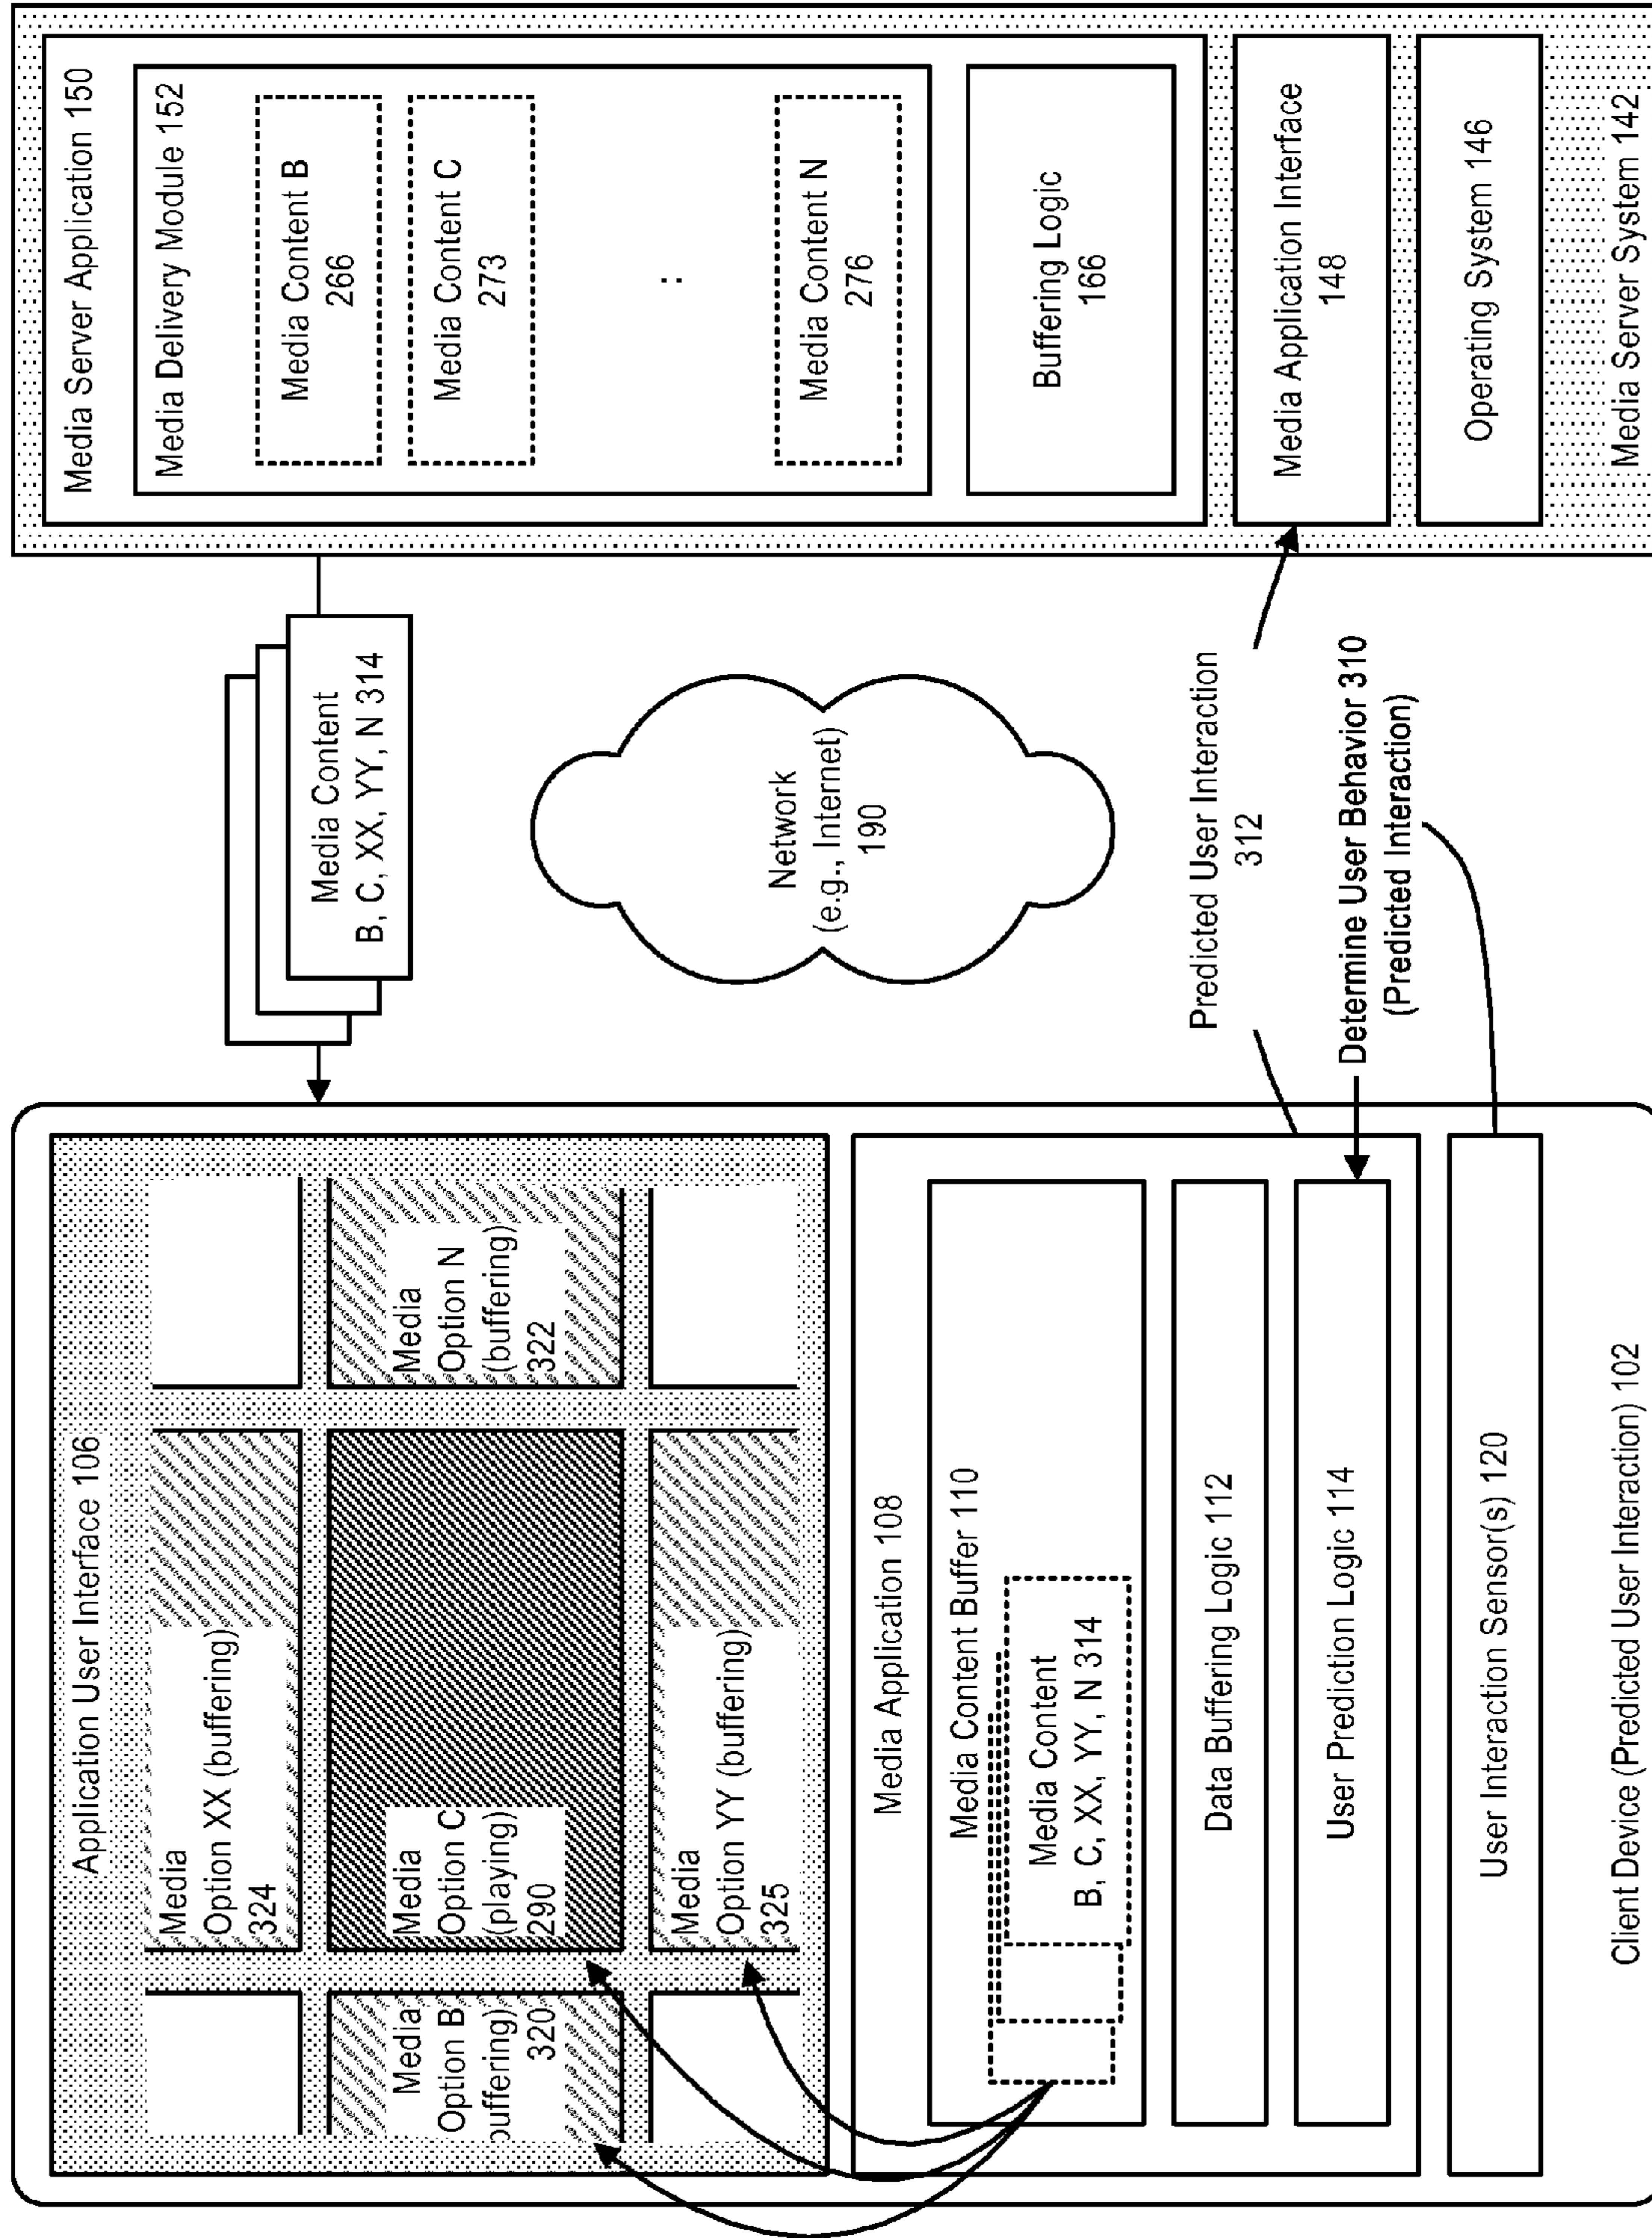 Application User Interface 106
Media
Option XX (buffering)
324
Media
Option B
buffering)
320
Media
Option C
(playing)
290
Media
Option N
(buffering)
322
Media
Option YY (buffering)
325
Media Application 108
Media Content Buffer 110
Media Content
B, C, XX, YY, N 314
Data Buffering Logic 112
User Prediction Logic 114
User Interaction Sensor(s) 120
Client Device (Predicted User Interaction) 102
Media Content
B, C, XX, YY, N 314
Network
(e.g., Internet)
190
Predicted User Interaction
312
Determine User Behavior 310
(Predicted Interaction)
Media Server Application 150
Media Delivery Module 152
Media Content B
266
Media Content C
273
:
Media Content N
276
Buffering Logic
166
Media Application Interface
148
Operating System 146
Media Server System 142